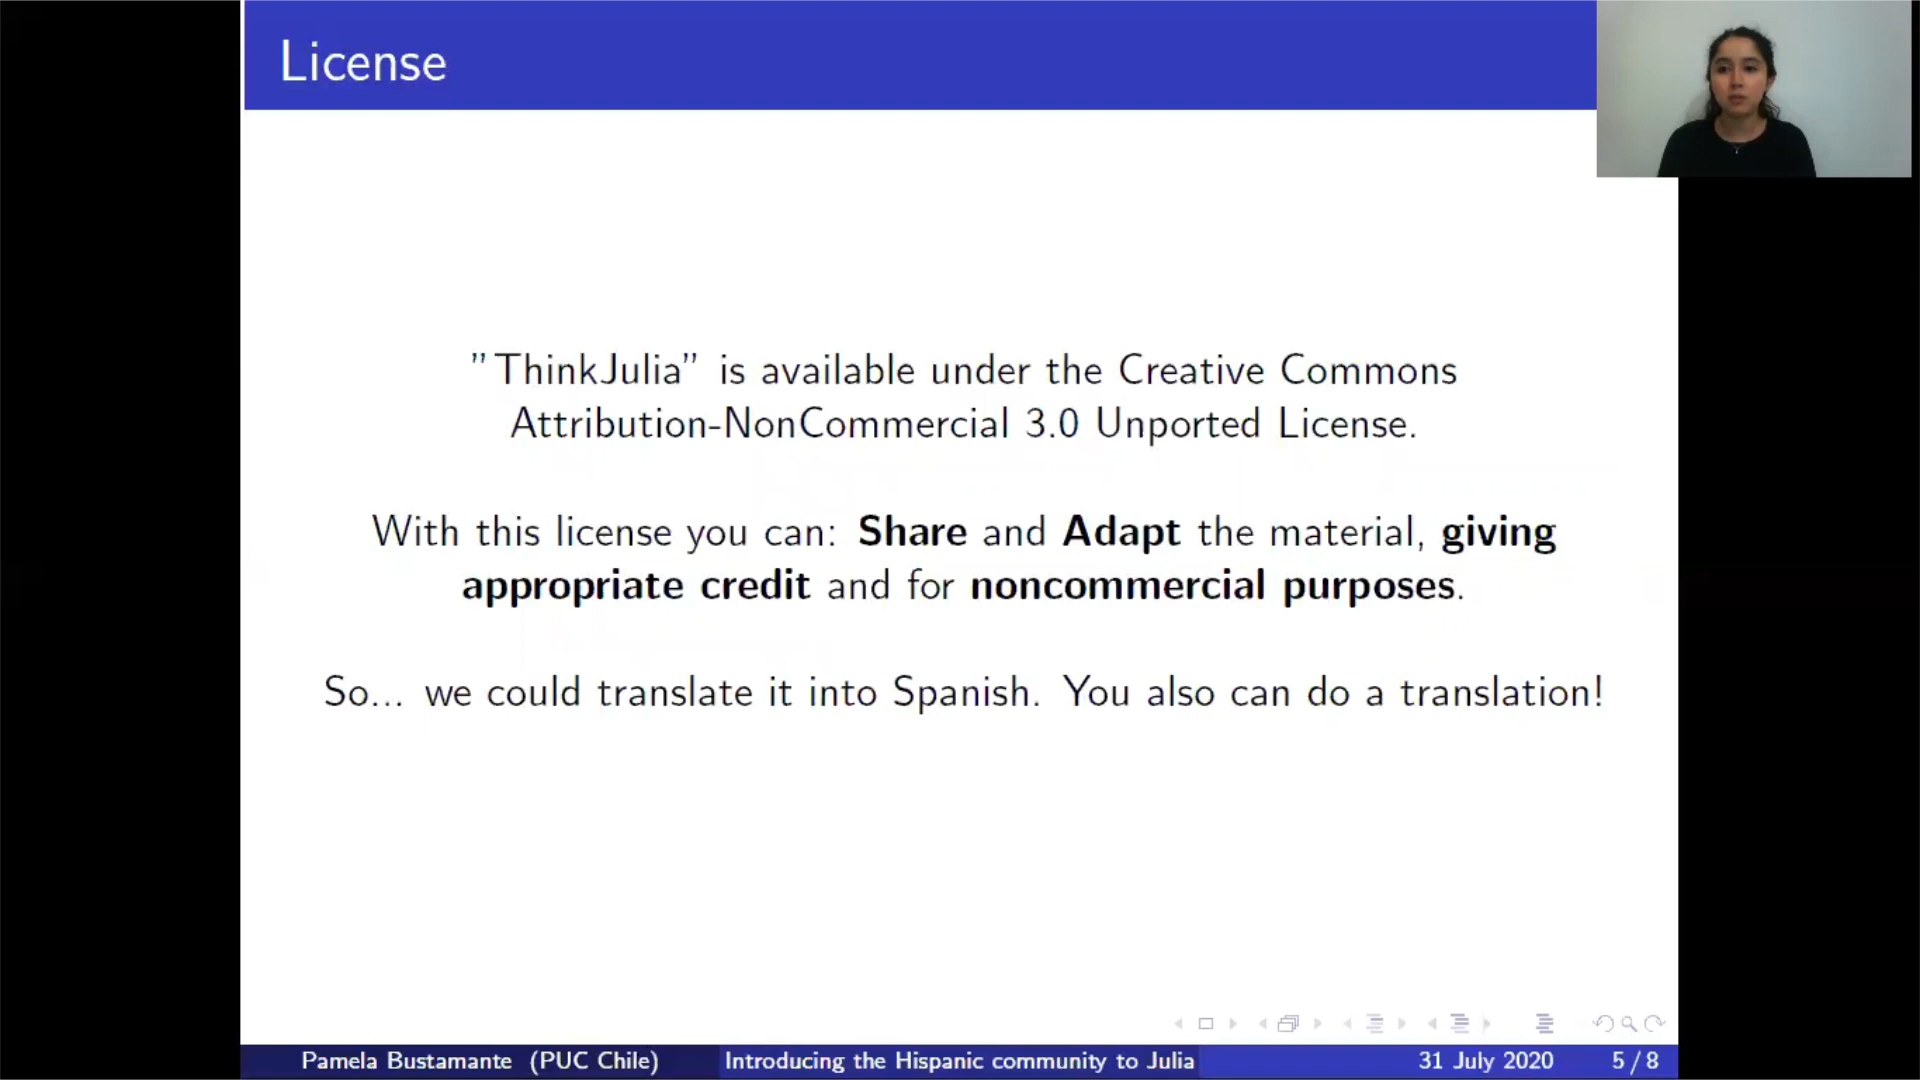 License
"ThinkJulia" is available under the Creative Commons
Attribution-NonCommercial 3.0 Unported License.
With this license you can: Share and Adapt the material, giving
appropriate credit and for noncommercial purposes.
So... we could translate it into Spanish. You also can do a translation!
Pamela Bustamante (PUC Chile) Introducing the Hispanic community to Julia 31 July 2020 5 / 8